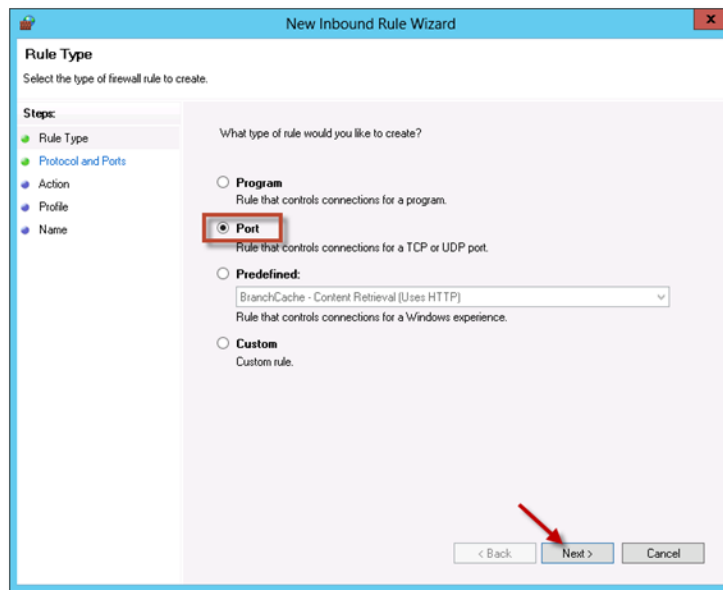 New Inbound Rule Wizard
x
Rule Type
Select the type of firewall rule to create.
Steps:
Rule Type
Protocol and Ports
Action
Profile
Name
What type of rule would you like to create?
Program
Rule that controls connections for a program.
Port
Rule that controls connections for a TCP or UDP port.
Predefined:
BranchCache - Content Retrieval (Uses HTTP)
Rule that controls connections for a Windows experience.
Custom
Custom rule.
< Back Next > Cancel